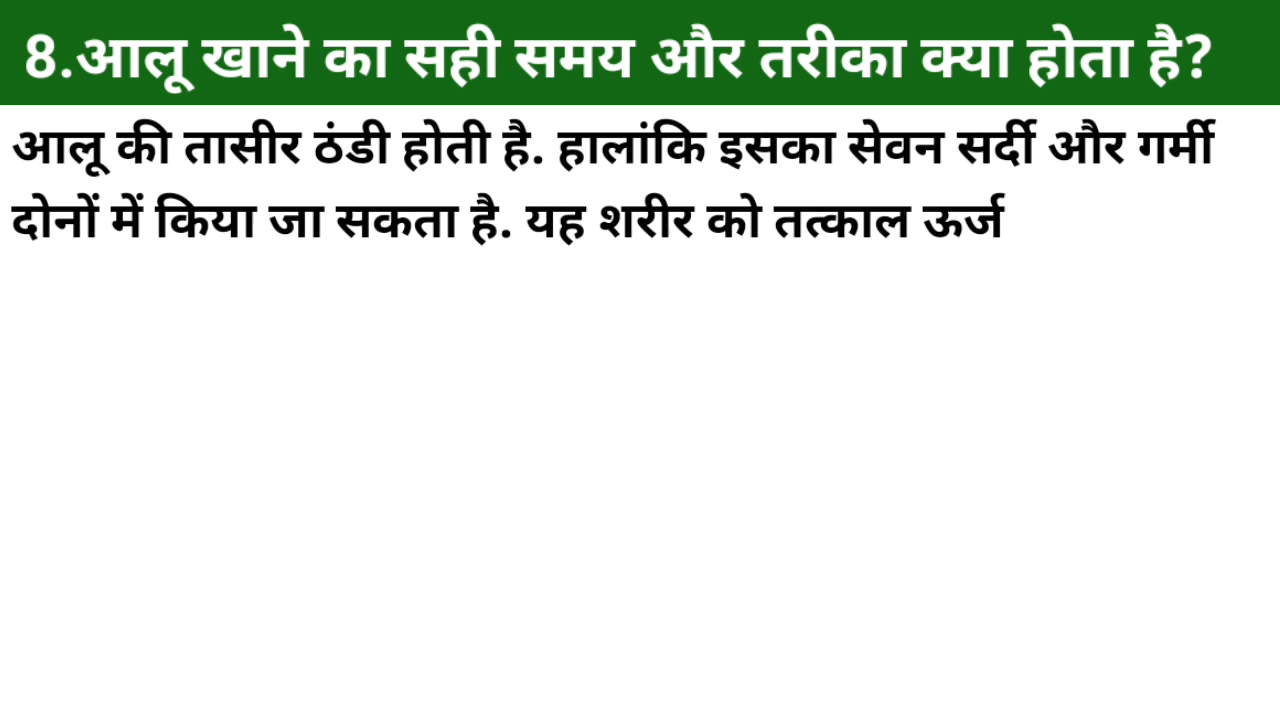 8.आलू खाने का सही समय और तरीका क्या होता है?
आलू की तासीर ठंडी होती है. हालांकि इसका सेवन सर्दी और गर्मी
दोनों में किया जा सकता है. यह शरीर को तत्काल ऊर्ज